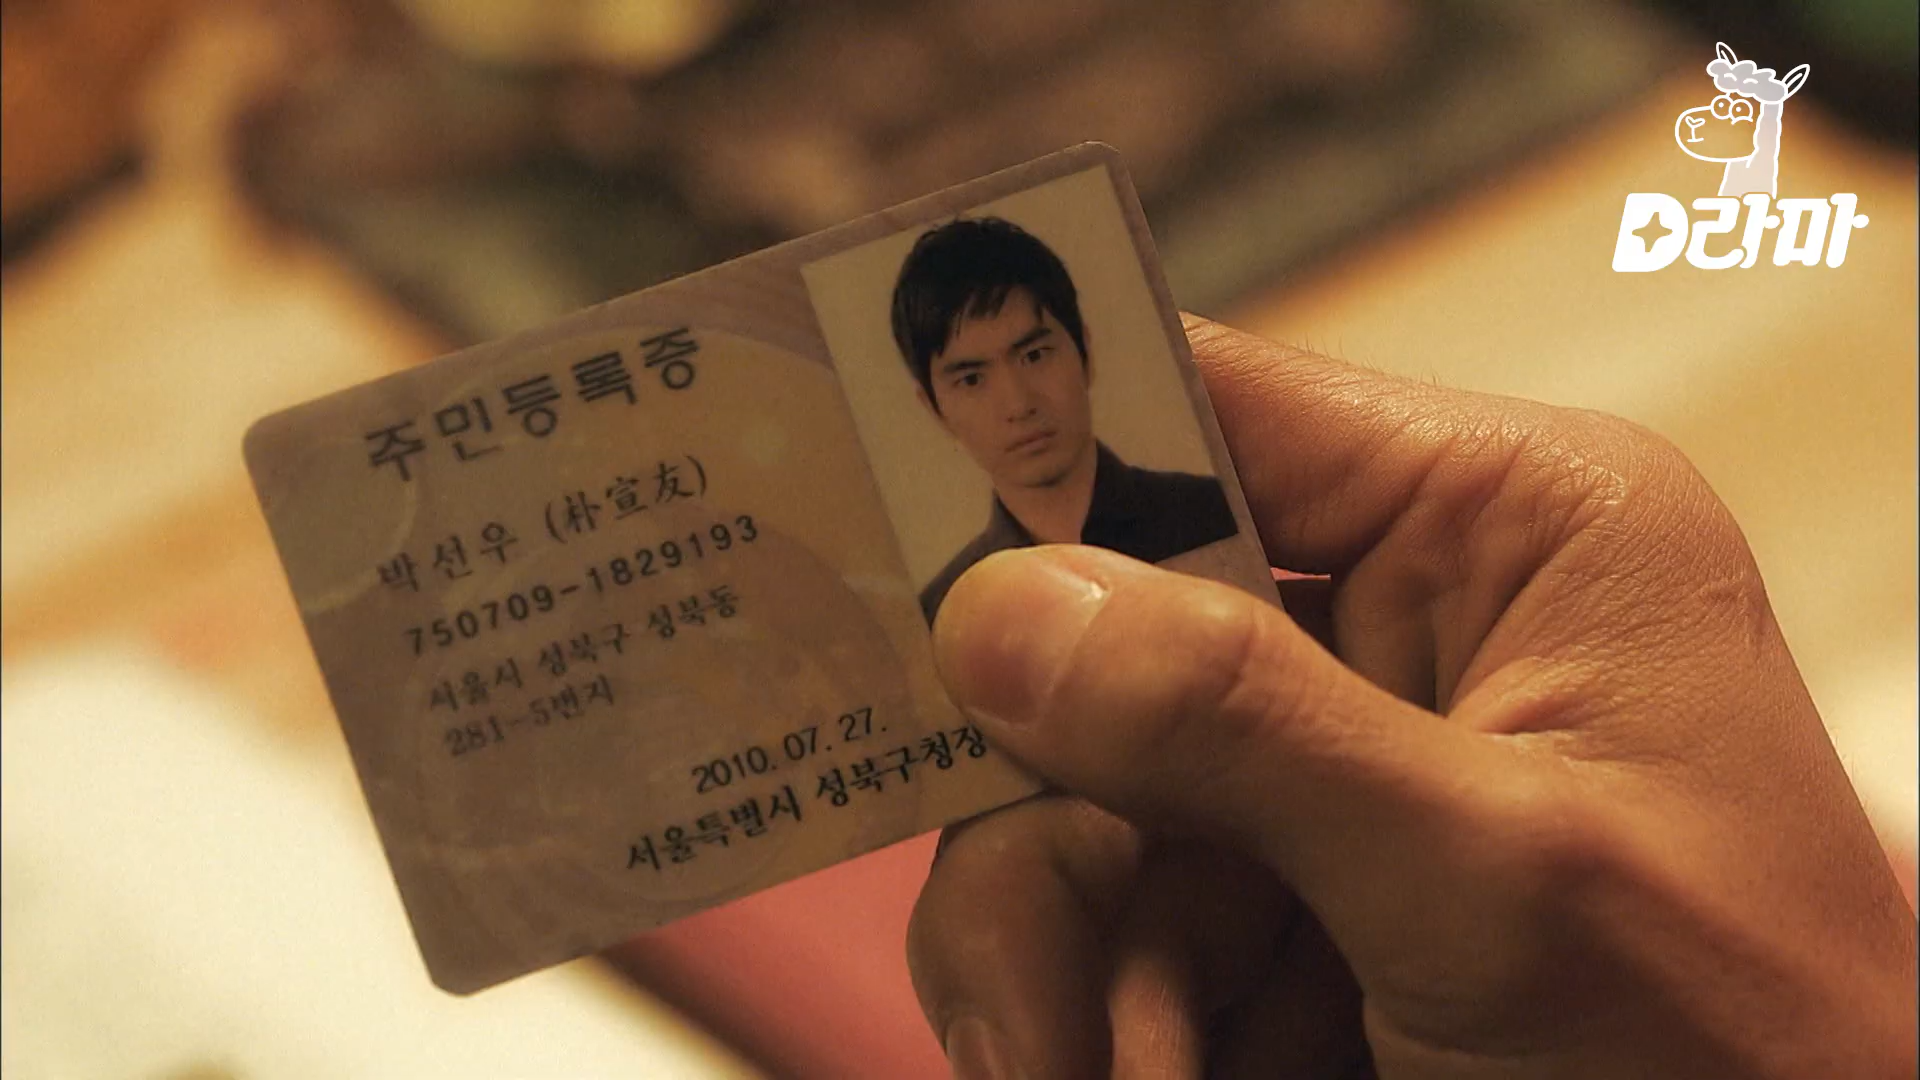 주민등록증
박선우 (朴宣友)
750709-1829193
서울시 성북구 성북동
281-5번지
2010. 07. 27.
서울특별시 성북구청장
D라마